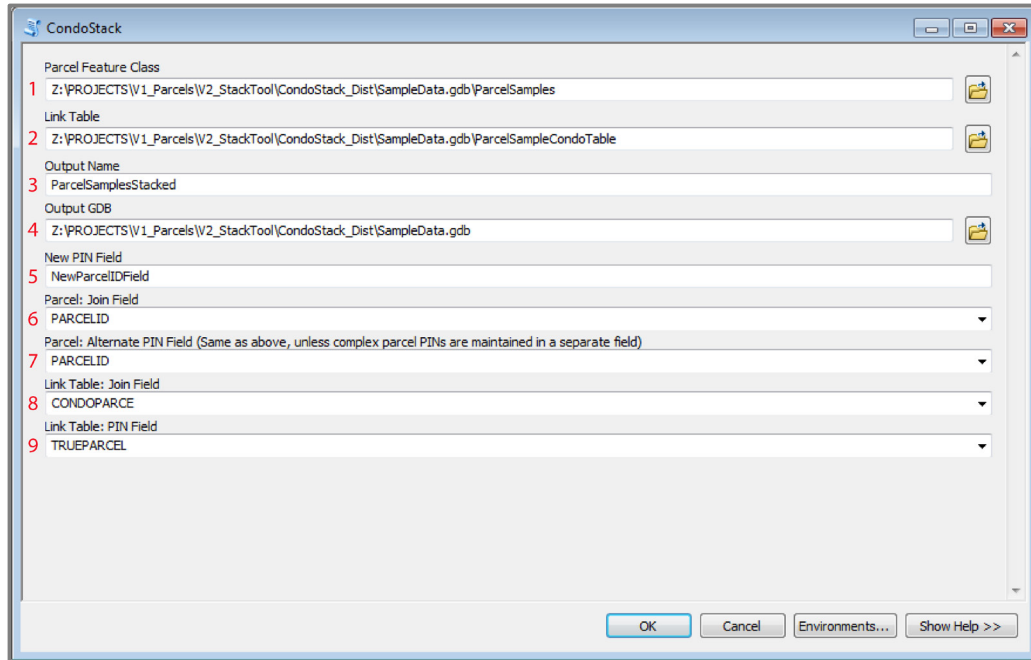 CondoStack
Parcel Feature Class
1 Z:\PROJECTS\V1_Parcels\V2_StackTool\CondoStack_Dist\SampleData.gdb\ParcelSamples
Link Table
2 Z:\PROJECTS\V1_Parcels\V2_StackTool\CondoStack_Dist\SampleData.gdb\ParcelSampleCondoTable
Output Name
3 ParcelSamplesStacked
Output GDB
4 Z:\PROJECTS\V1_Parcels\V2_StackTool\CondoStack_Dist\SampleData.gdb
New PIN Field
5 NewParcelIDField
Parcel: Join Field
6 PARCELID
Parcel: Alternate PIN Field (Same as above, unless complex parcel PINs are maintained in a separate field)
7 PARCELID
Link Table: Join Field
8 CONDOPARCE
Link Table: PIN Field
9 TRUEPARCEL
OK Cancel Environments... Show Help >>